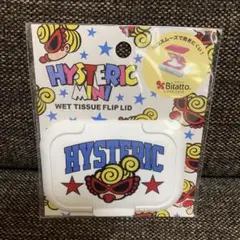 HYSTERIC
MINI
WET TISSUE FLIP LID
Bitatto
HYSTERIC